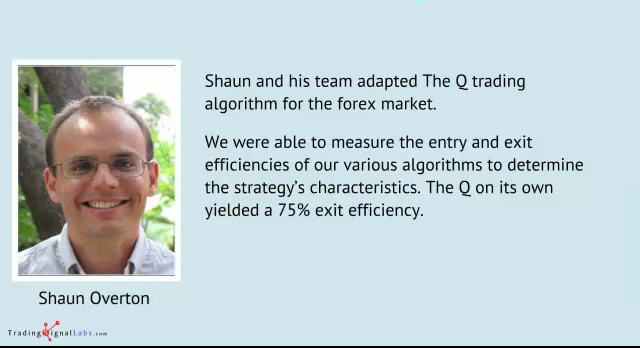 Shaun and his team adapted The Q trading
algorithm for the forex market.
We were able to measure the entry and exit
efficiencies of our various algorithms to determine
the strategy's characteristics. The Q on its own
yielded a 75% exit efficiency.
Shaun Overton
TradingSignalLabs.com